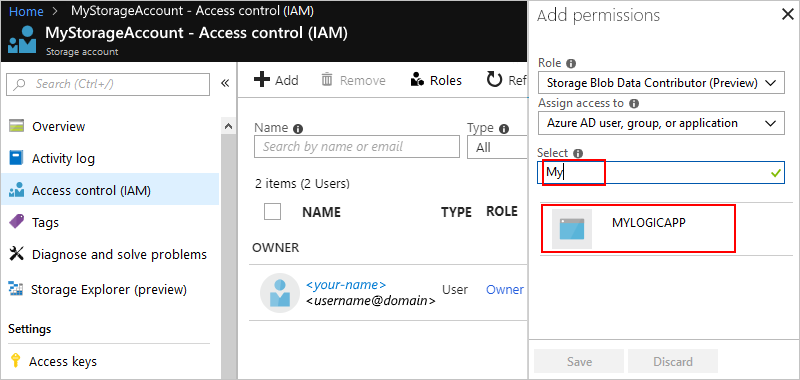 Home > MyStorageAccount - Access control (IAM)
MyStorageAccount - Access control (IAM)
Storage account
Search (Ctrl+/)
«
Overview
Activity log
Access control (IAM)
Tags
Diagnose and solve problems
Storage Explorer (preview)
Settings
Access keys
Add
Remove
Roles
Ref
Name
Search by name or email
Type
All
2 items (2 Users)
NAME TYPE ROLE
OWNER
<your-name>
<username@domain>
User
Owner
Add permissions
Role
Storage Blob Data Contributor (Preview)
Assign access to
Azure AD user, group, or application
Select
My
MYLOGICAPP
Save
Discard